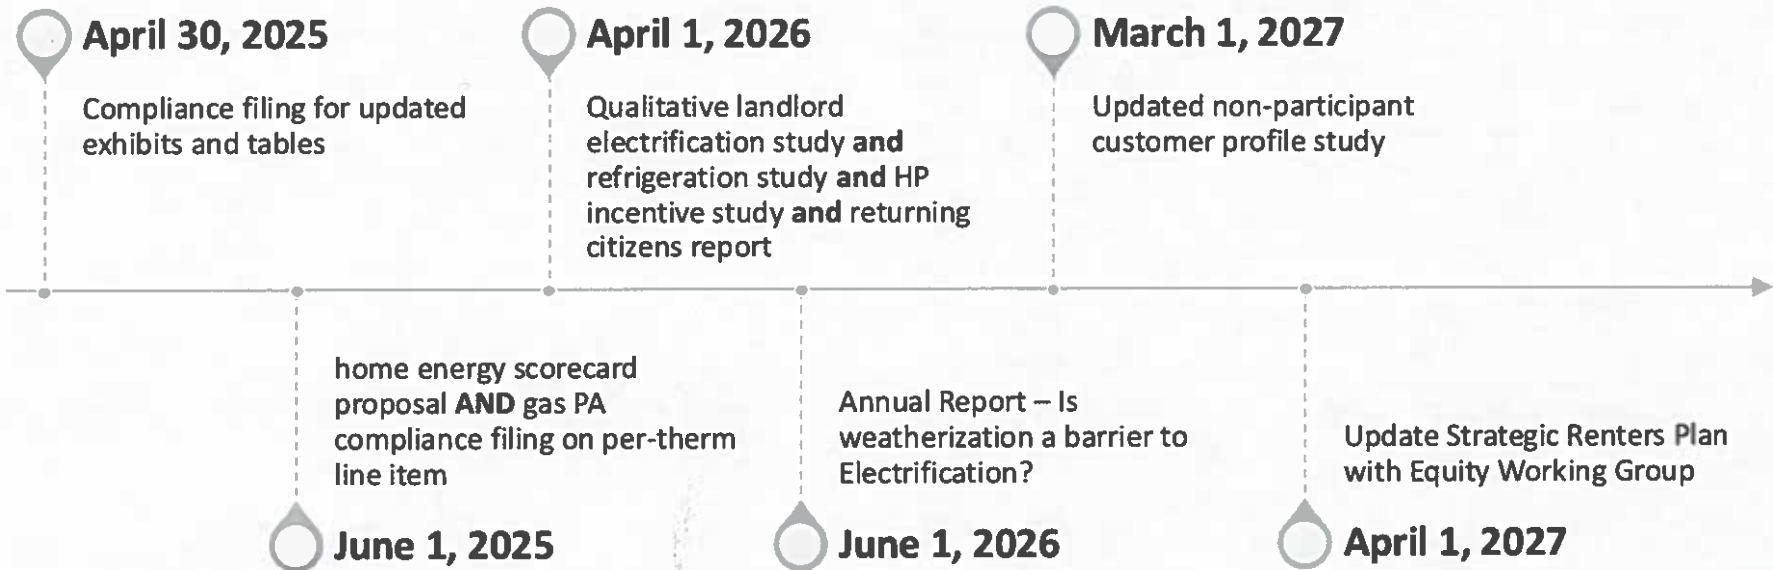 April 30, 2025
Compliance filing for updated
exhibits and tables
April 1, 2026
Qualitative landlord
electrification study and
refrigeration study and HP
incentive study and returning
citizens report
March 1, 2027
Updated non-participant
customer profile study
home energy scorecard
proposal AND gas PA
compliance filing on per-therm
line item
June 1, 2025
Annual Report – Is
weatherization a barrier to
Electrification?
June 1, 2026
Update Strategic Renters Plan
with Equity Working Group
April 1, 2027